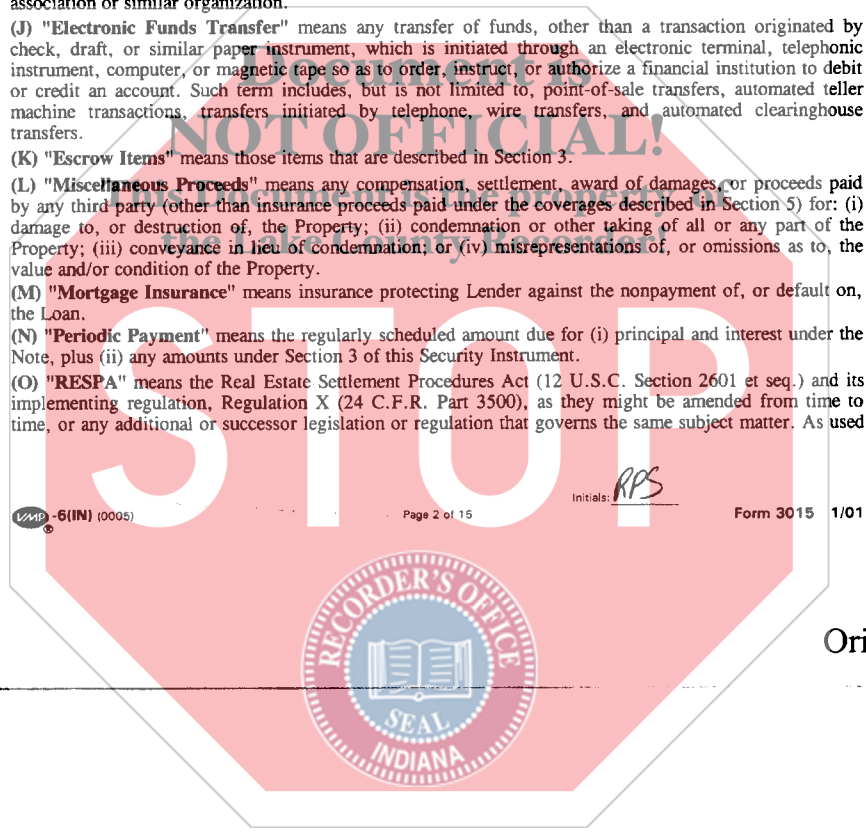 association or similar organization.
(J) "Electronic Funds Transfer" means any transfer of funds, other than a transaction originated by
check, draft, or similar paper instrument, which is initiated through an electronic terminal, telephonic
instrument, computer, or magnetic tape so as to order, instruct, or authorize a financial institution to debit
or credit an account. Such term includes, but is not limited to, point-of-sale transfers, automated teller
machine transactions, transfers initiated by telephone, wire transfers, and automated clearinghouse
transfers.
(K) "Escrow Items" means those items that are described in Section 3.
(L) "Miscellaneous Proceeds" means any compensation, settlement, award of damages, or proceeds paid
by any third party (other than insurance proceeds paid under the coverages described in Section 5) for: (i)
damage to, or destruction of, the Property; (ii) condemnation or other taking of all or any part of the
Property; (iii) conveyance in lieu of condemnation; or (iv) misrepresentations of, or omissions as to, the
value and/or condition of the Property.
(M) "Mortgage Insurance" means insurance protecting Lender against the nonpayment of, or default on,
the Loan.
(N) "Periodic Payment" means the regularly scheduled amount due for (i) principal and interest under the
Note, plus (ii) any amounts under Section 3 of this Security Instrument.
(O) "RESPA" means the Real Estate Settlement Procedures Act (12 U.S.C. Section 2601 et seq.) and its
implementing regulation, Regulation X (24 C.F.R. Part 3500), as they might be amended from time to
time, or any additional or successor legislation or regulation that governs the same subject matter. As used
Document is
NOT OFFICIAL!
This Document is the property of
the Lake County Recorder!
STOP
Initials: RPS
VMP -6(IN) (0005)
®
Page 2 of 15
Form 3015 1/01
RECORDER'S OFFICE
SEAL
INDIANA
Ori